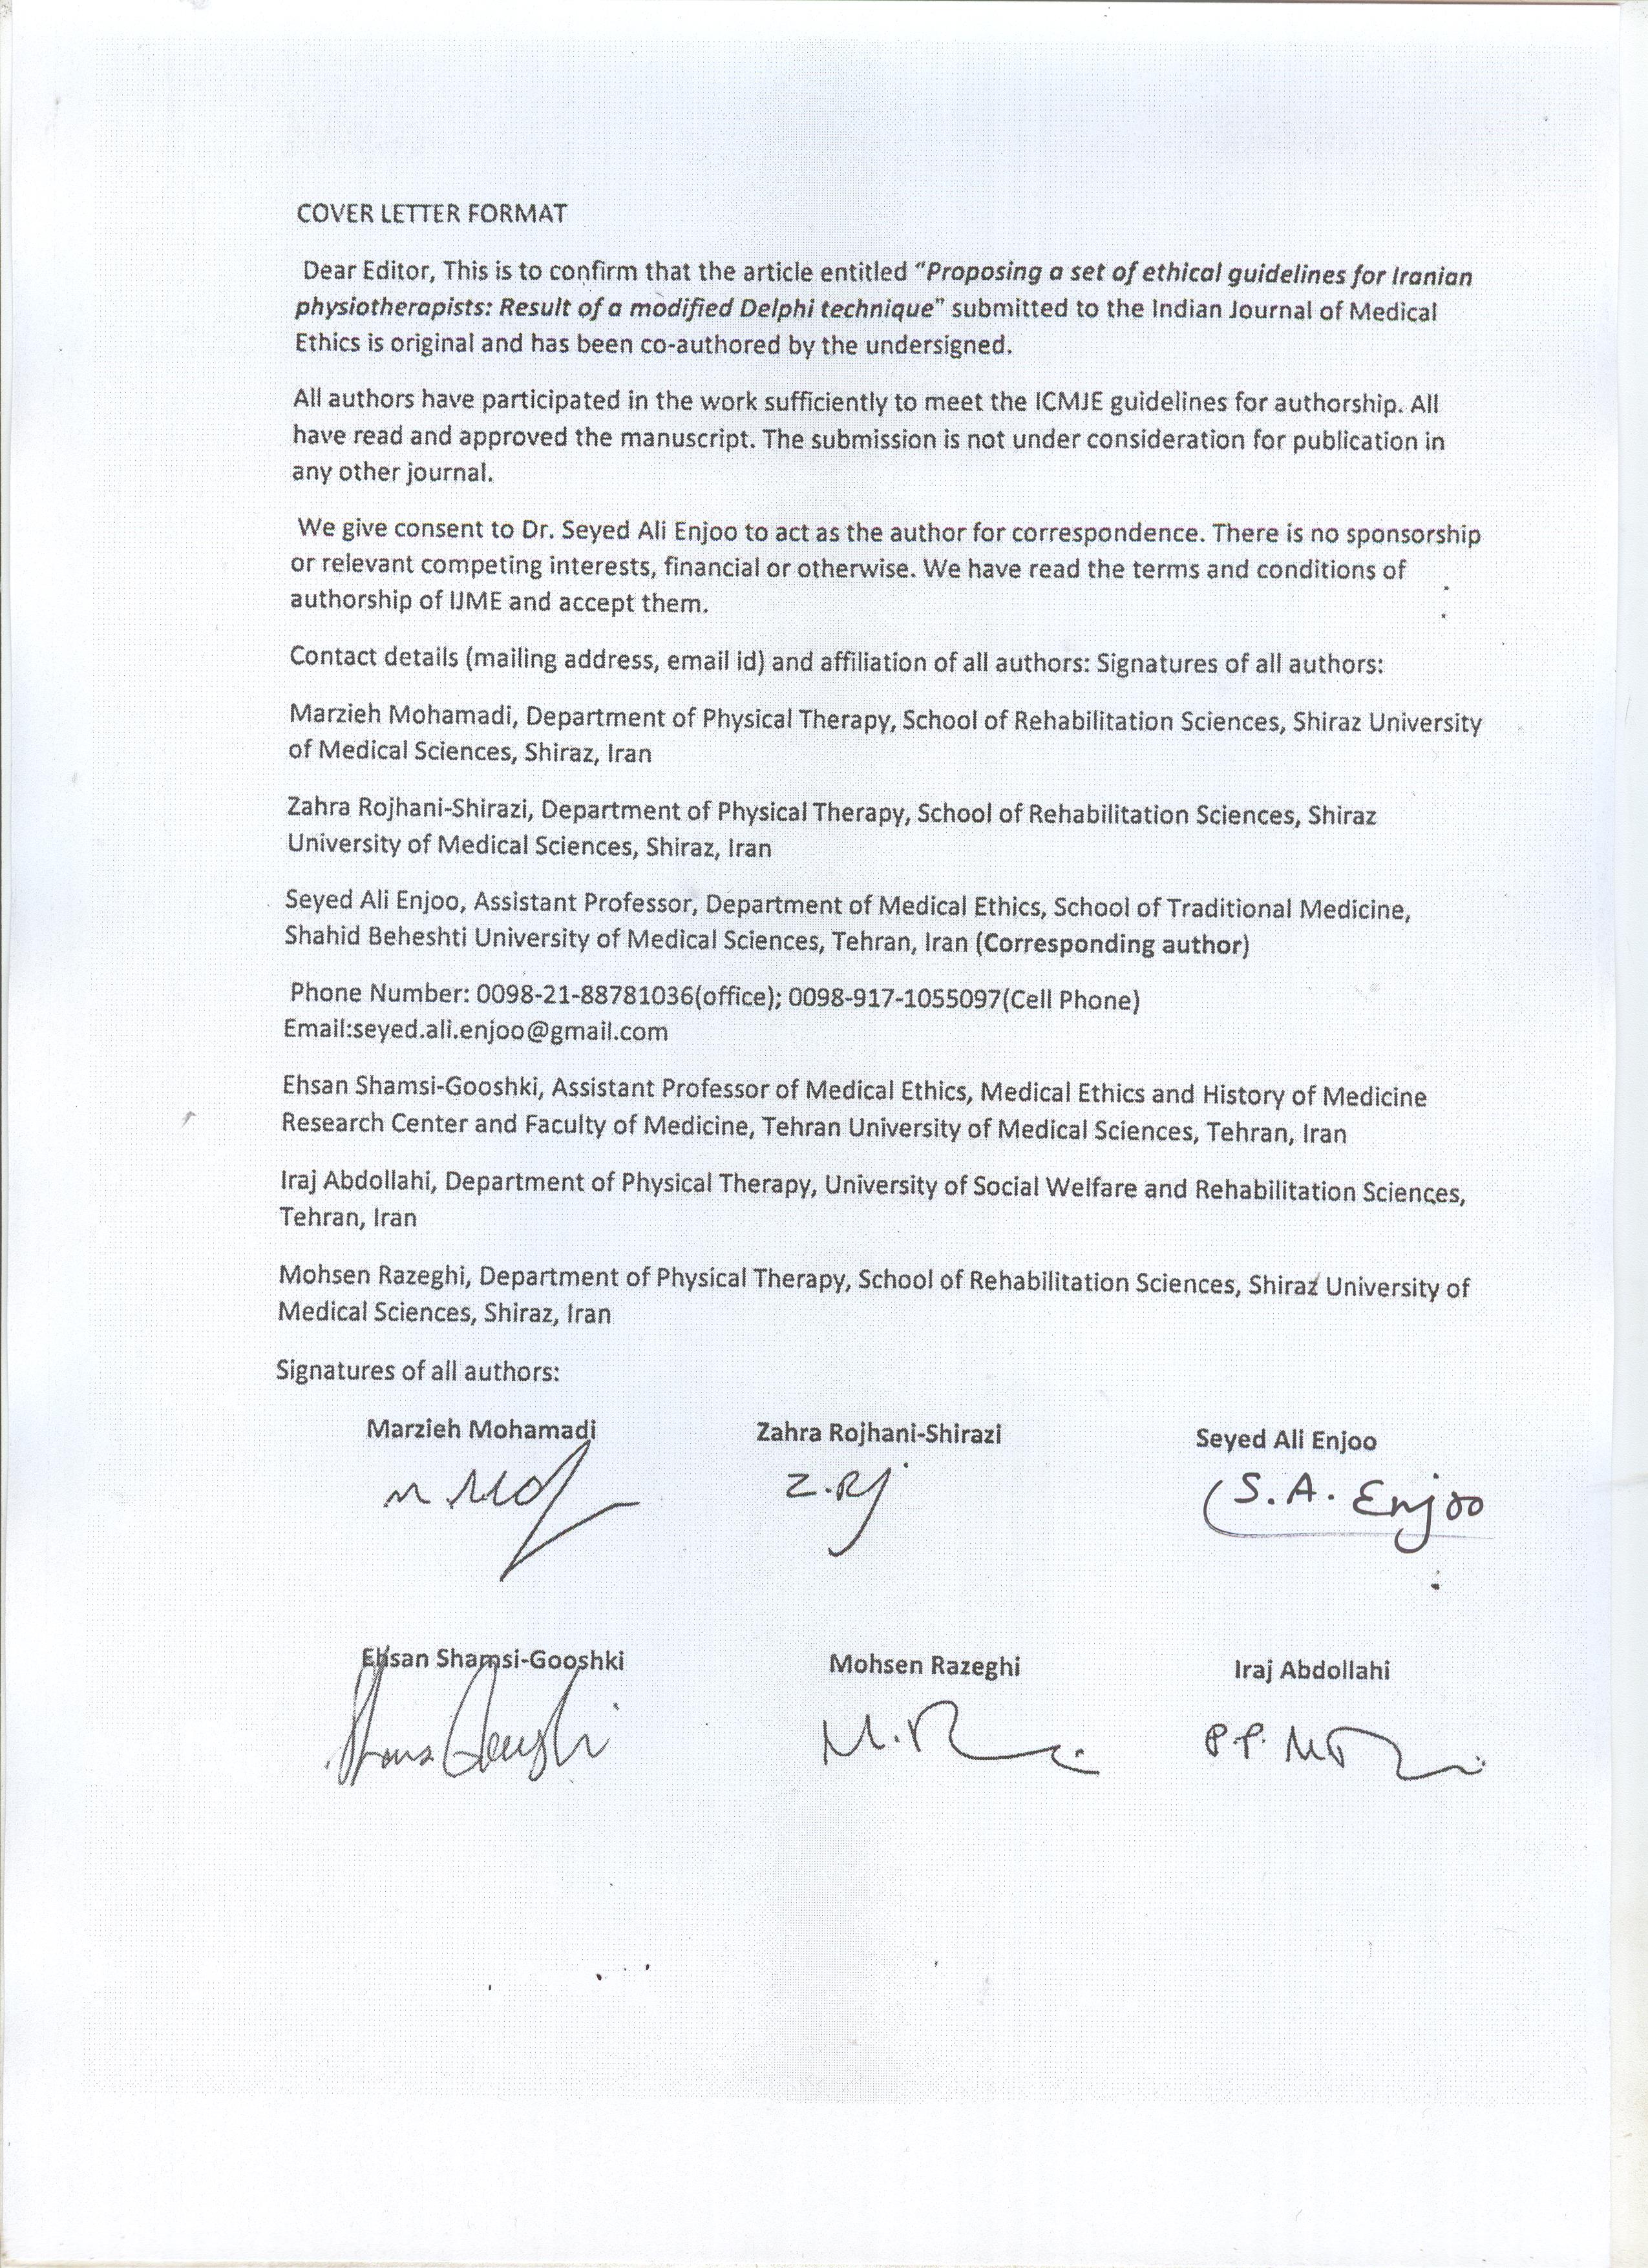 COVER LETTER FORMAT
Dear Editor, This is to confirm that the article entitled "Proposing a set of ethical guidelines for Iranian
physiotherapists: Result of a modified Delphi technique" submitted to the Indian Journal of Medical
Ethics is original and has been co-authored by the undersigned.
All authors have participated in the work sufficiently to meet the ICMJE guidelines for authorship. All
have read and approved the manuscript. The submission is not under consideration for publication in
any other journal.
We give consent to Dr. Seyed Ali Enjoo to act as the author for correspondence. There is no sponsorship
or relevant competing interests, financial or otherwise. We have read the terms and conditions of
authorship of IJME and accept them.
Contact details (mailing address, email id) and affiliation of all authors: Signatures of all authors:
Marzieh Mohamadi, Department of Physical Therapy, School of Rehabilitation Sciences, Shiraz University
of Medical Sciences, Shiraz, Iran
Zahra Rojhani-Shirazi, Department of Physical Therapy, School of Rehabilitation Sciences, Shiraz
University of Medical Sciences, Shiraz, Iran
Seyed Ali Enjoo, Assistant Professor, Department of Medical Ethics, School of Traditional Medicine,
Shahid Beheshti University of Medical Sciences, Tehran, Iran (Corresponding author)
Phone Number: 0098-21-88781036(office); 0098-917-1055097(Cell Phone)
Email:seyed.ali.enjoo@gmail.com
Ehsan Shamsi-Gooshki, Assistant Professor of Medical Ethics, Medical Ethics and History of Medicine
Research Center and Faculty of Medicine, Tehran University of Medical Sciences, Tehran, Iran
Iraj Abdollahi, Department of Physical Therapy, University of Social Welfare and Rehabilitation Sciences,
Tehran, Iran
Mohsen Razeghi, Department of Physical Therapy, School of Rehabilitation Sciences, Shiraz University of
Medical Sciences, Shiraz, Iran
Signatures of all authors:
Marzieh Mohamadi Zahra Rojhani-Shirazi Seyed Ali Enjoo
Z.Rj S.A. Enjoo
Ehsan Shamsi-Gooshki Mohsen Razeghi Iraj Abdollahi
P.P.